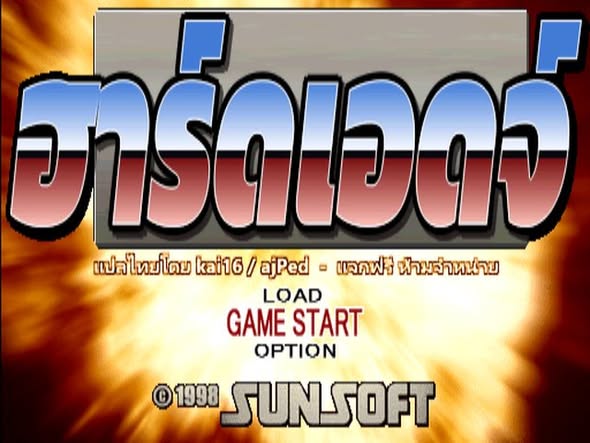 ฮาร์ดเอดจ์
แปลไทยโดย kai16 / ajPed - แจกฟรี ห้ามจำหน่าย
LOAD
GAME START
OPTION
© 1998 SUNSOFT